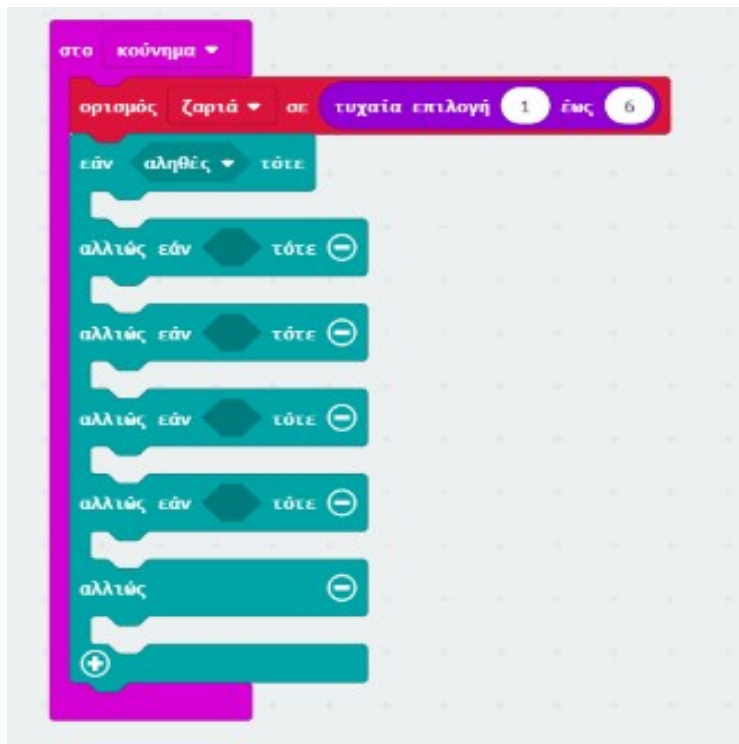 στο κούνημα
ορισμός ζαριά σε τυχαία επιλογή 1 έως 6
εάν αληθές τότε
αλλιώς εάν τότε
αλλιώς εάν τότε
αλλιώς εάν τότε
αλλιώς εάν τότε
αλλιώς